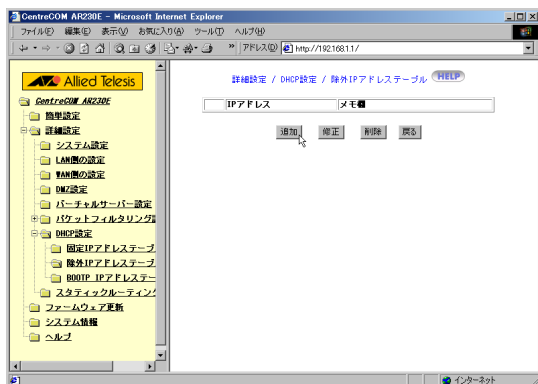 CentreCOM AR230E - Microsoft Internet Explorer
ファイル(F) 編集(E) 表示(V) お気に入り(A) ツール(T) ヘルプ(H)
アドレス(D) http://192.168.1.1/
Allied Telesis
CentreCOM AR230E
簡単設定
詳細設定
システム設定
LAN側の設定
WAN側の設定
DMZ設定
バーチャルサーバー設定
パケットフィルタリング
DHCP設定
固定IPアドレステーブ
除外IPアドレステーブ
BOOTP IPアドレステー
スタティックルーティン
ファームウェア更新
システム情報
ヘルプ
詳細設定 / DHCP設定 / 除外IPアドレステーブル HELP
IPアドレス メモ欄
追加 修正 削除 戻る
インターネット